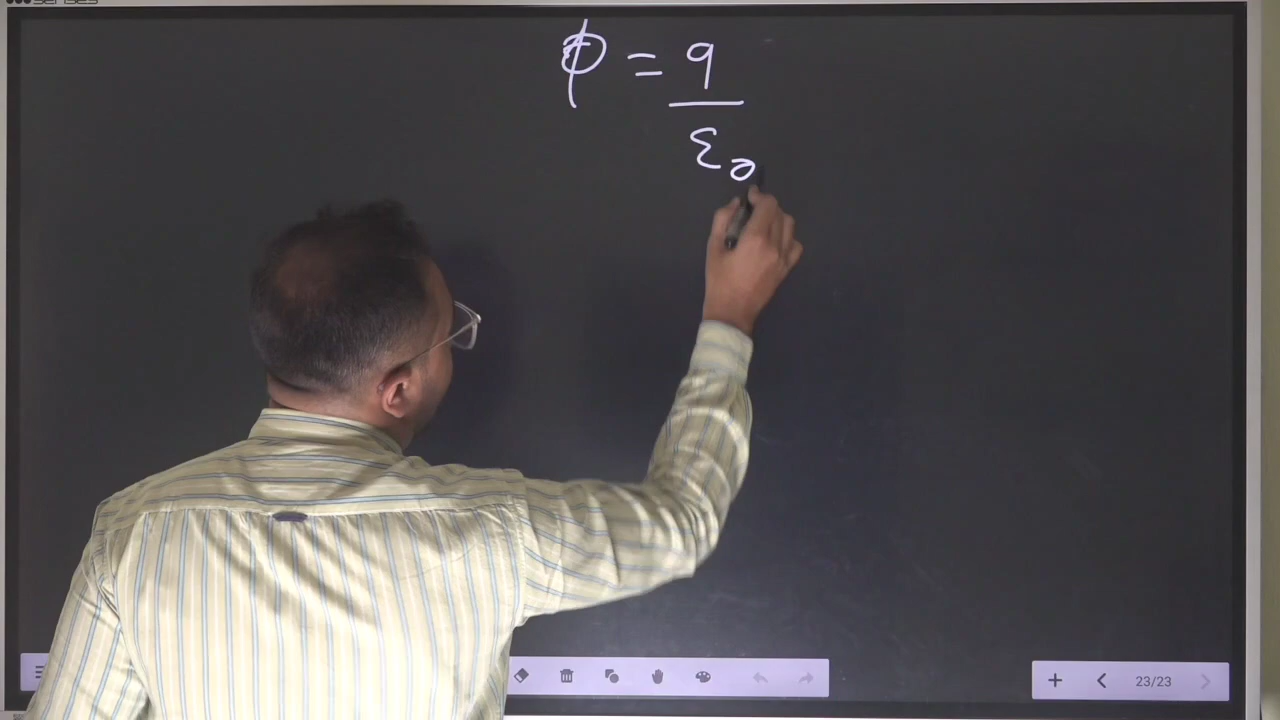 φ = q
ε₀
23/23